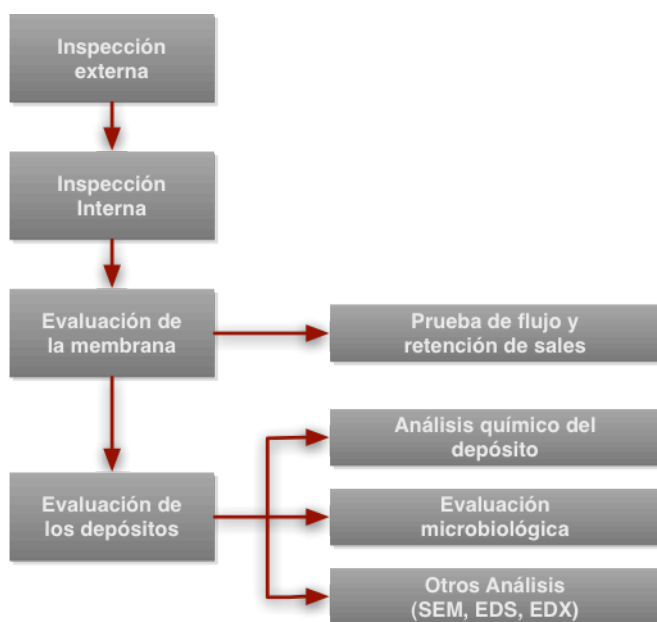 Inspección
externa
Inspección
Interna
Evaluación de
la membrana
Prueba de flujo y
retención de sales
Evaluación de
los depósitos
Análisis químico del
depósito
Evaluación
microbiológica
Otros Análisis
(SEM, EDS, EDX)